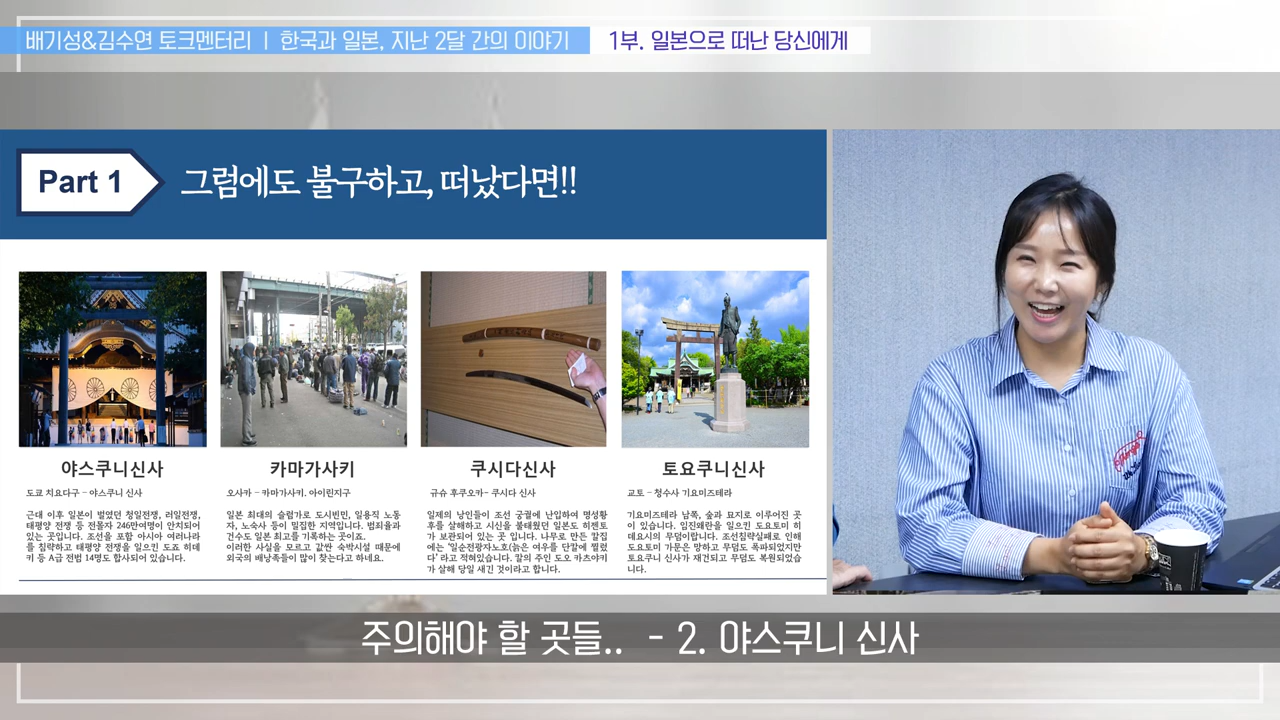 배기성&김수연 토크멘터리 ㅣ 한국과 일본, 지난 2달 간의 이야기
1부. 일본으로 떠난 당신에게
Part 1
그럼에도 불구하고, 떠났다면!!
야스쿠니신사
도쿄 치요다구 – 야스쿠니 신사
근대 이후 일본이 벌였던 청일전쟁, 러일전쟁,
태평양 전쟁 등 전몰자 246만여명이 안치되어
있는 곳입니다. 조선을 포함 아시아 여러나라
를 침략하고 태평양 전쟁을 일으킨 도죠 히데
키 등 A급 전범 14명도 합사되어 있습니다.
카마가사키
오사카 – 카마가사키. 아이린지구
일본 최대의 슬럼가로 도시빈민, 일용직 노동
자, 노숙사 등이 밀집한 지역입니다. 범죄율과
건수도 일본 최고를 기록하는 곳이죠.
이러한 사실을 모르고 값싼 숙박시설 때문에
외국의 배낭족들이 많이 찾는다고 하네요.
쿠시다신사
규슈 후쿠오카– 쿠시다 신사
일제의 낭인들이 조선 궁궐에 난입하여 명성황
후를 살해하고 시신을 불태웠던 일본도 히젠토
가 보관되어 있는 곳 입니다. 나무로 만든 칼집
에는 '일순전광자노호(늙은 여우를 단칼에 찔렀
다' 라고 적혀있습니다. 칼의 주인 도오 카츠야키
가 살해 당일 새긴 것이라고 합니다.
토요쿠니신사
교토 – 청수사 기요미즈테라
기요미즈테라 남쪽, 숲과 묘지로 이루어진 곳
이 있습니다. 임진왜란을 일으킨 도요토미 히
데요시의 무덤이랍니다. 조선침략실패로 인해
도요토미 가문은 망하고 무덤도 폭파되었지만
토요쿠니 신사가 재건되고 무덤도 복원되었습
니다.
주의해야 할 곳들.. - 2. 야스쿠니 신사